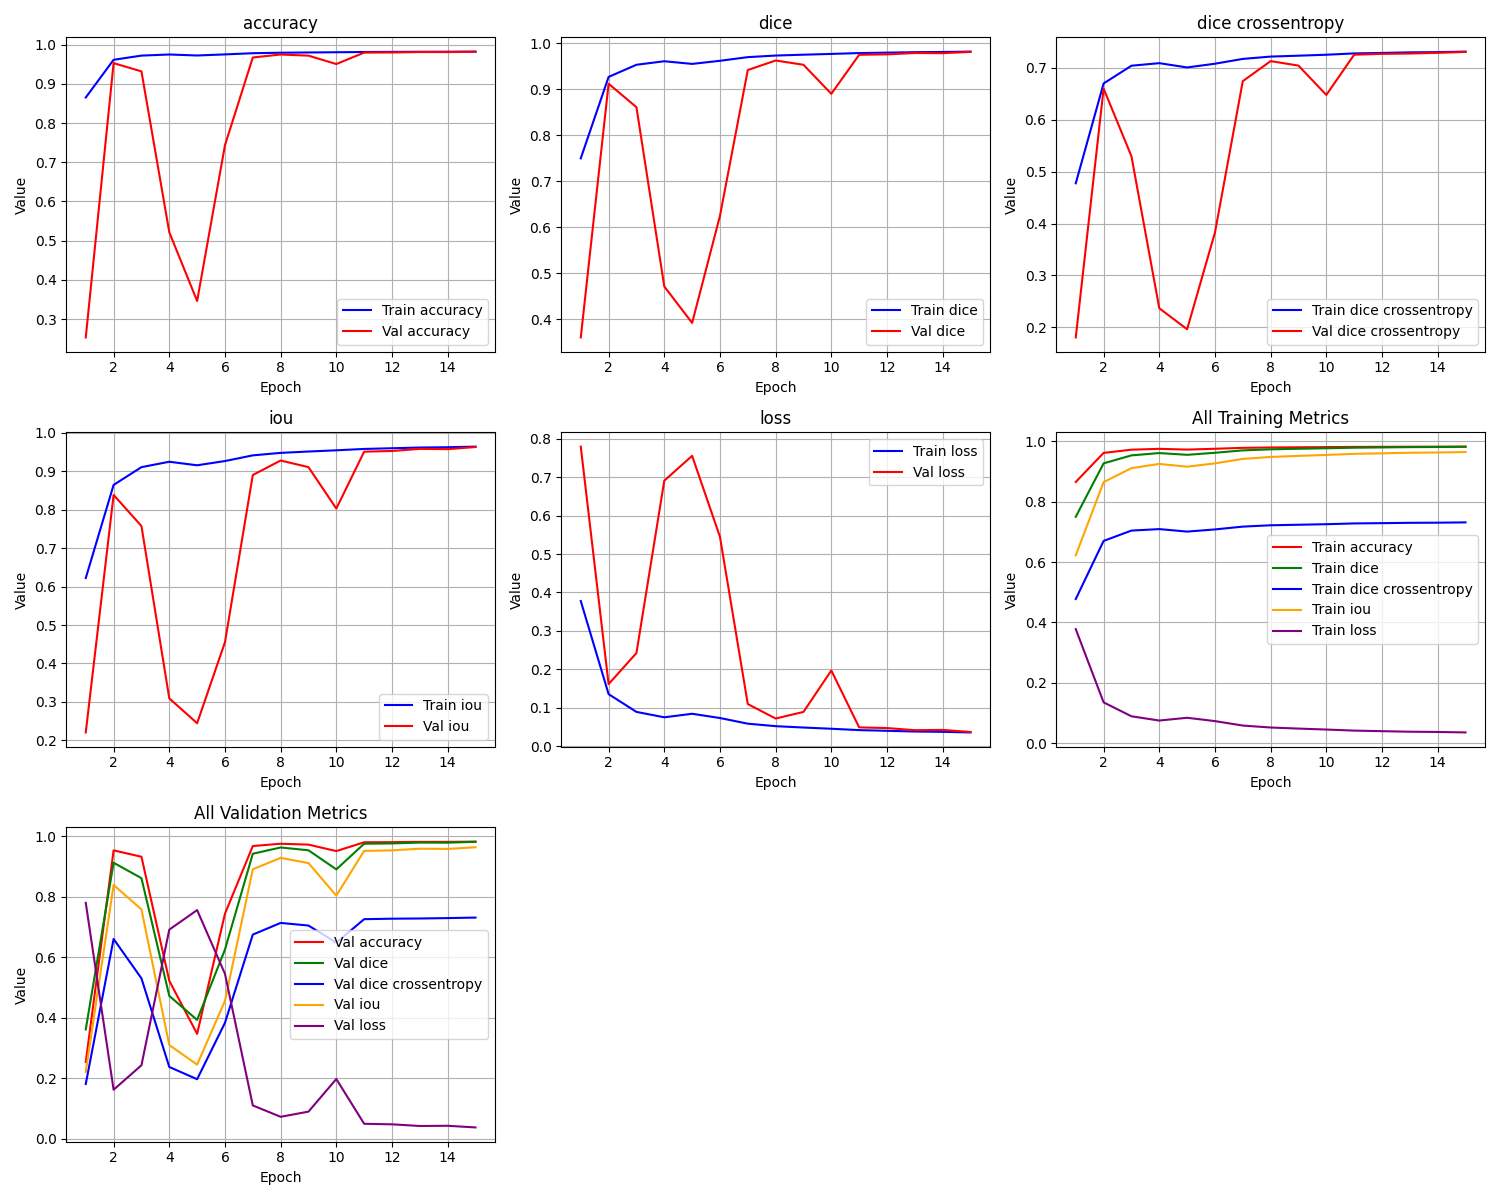 accuracy
1.0
0.9
0.8
0.7
0.6
0.5
0.4
0.3
Value
2 4 6 8 10 12 14
Epoch
Train accuracy
Val accuracy
dice
1.0
0.9
0.8
0.7
0.6
0.5
0.4
Value
2 4 6 8 10 12 14
Epoch
Train dice
Val dice
dice crossentropy
0.7
0.6
0.5
0.4
0.3
0.2
Value
2 4 6 8 10 12 14
Epoch
Train dice crossentropy
Val dice crossentropy
iou
1.0
0.9
0.8
0.7
0.6
0.5
0.4
0.3
0.2
Value
2 4 6 8 10 12 14
Epoch
Train iou
Val iou
loss
0.8
0.7
0.6
0.5
0.4
0.3
0.2
0.1
0.0
Value
2 4 6 8 10 12 14
Epoch
Train loss
Val loss
All Training Metrics
1.0
0.8
0.6
0.4
0.2
0.0
Value
2 4 6 8 10 12 14
Epoch
Train accuracy
Train dice
Train dice crossentropy
Train iou
Train loss
All Validation Metrics
1.0
0.8
0.6
0.4
0.2
0.0
Value
2 4 6 8 10 12 14
Epoch
Val accuracy
Val dice
Val dice crossentropy
Val iou
Val loss